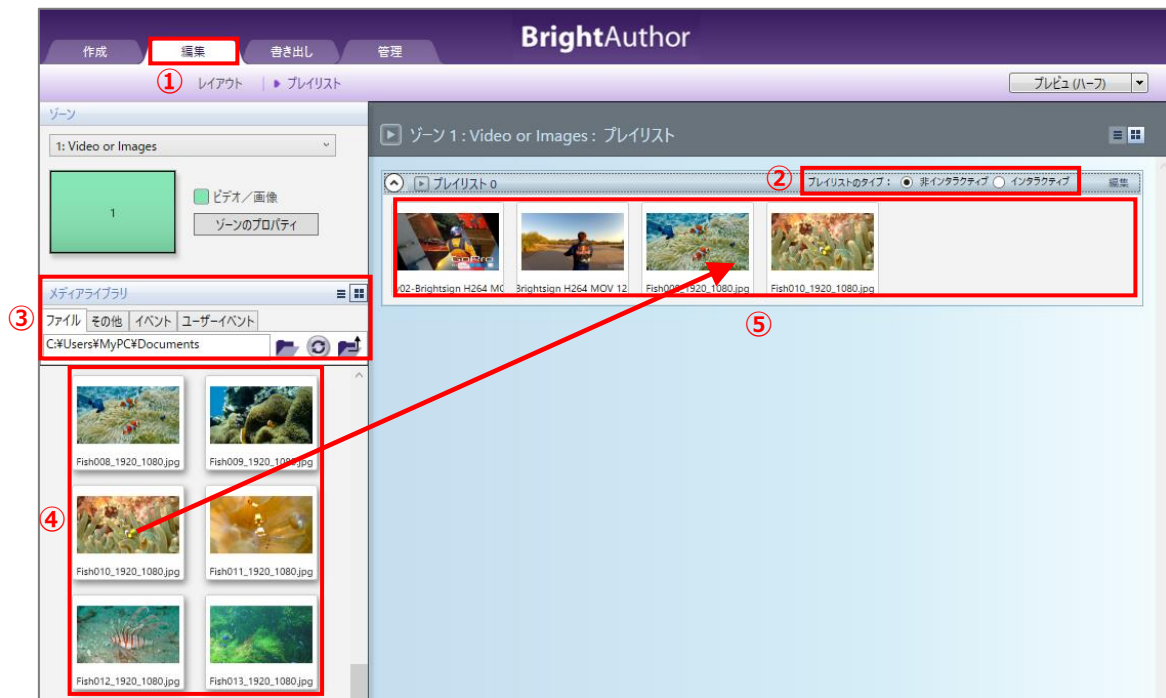 BrightAuthor
作成 編集 書き出し 管理
① レイアウト プレイリスト プレビュ (ハーフ)
ゾーン
1: Video or Images
1
ビデオ／画像
ゾーンのプロパティ
ゾーン 1 : Video or Images : プレイリスト
プレイリスト 0
② プレイリストのタイプ： 非インタラクティブ インタラクティブ 編集
GoPro
02-Brightsign H264 MO
Brightsign H264 MOV 12
Fish008_1920_1080.jpg
Fish010_1920_1080.jpg
⑤
③
メディアライブラリ
ファイル その他 イベント ユーザーイベント
C:¥Users¥MyPC¥Documents
④
Fish008_1920_1080.jpg Fish009_1920_1080.jpg
Fish010_1920_1080.jpg Fish011_1920_1080.jpg
Fish012_1920_1080.jpg Fish013_1920_1080.jpg